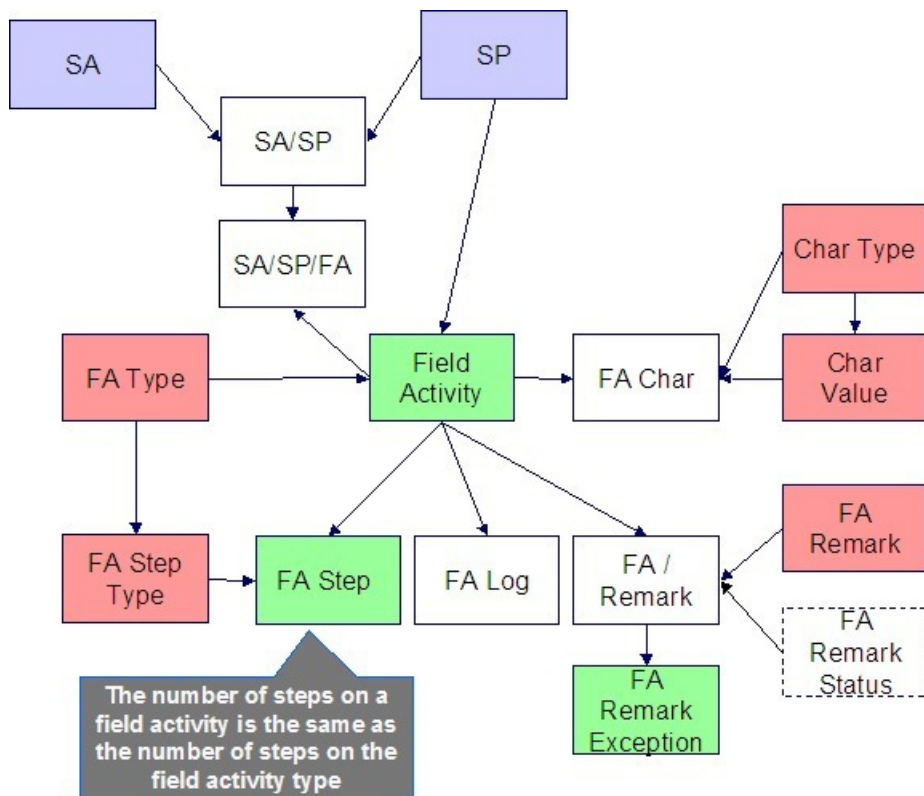 SA
SP
SA/SP
SA/SP/FA
Char Type
FA Type
Field
Activity
FA Char
Char
Value
FA Step
Type
FA Step
FA Log
FA /
Remark
FA
Remark
FA
Remark
Status
FA
Remark
Exception
The number of steps on a
field activity is the same as
the number of steps on the
field activity type